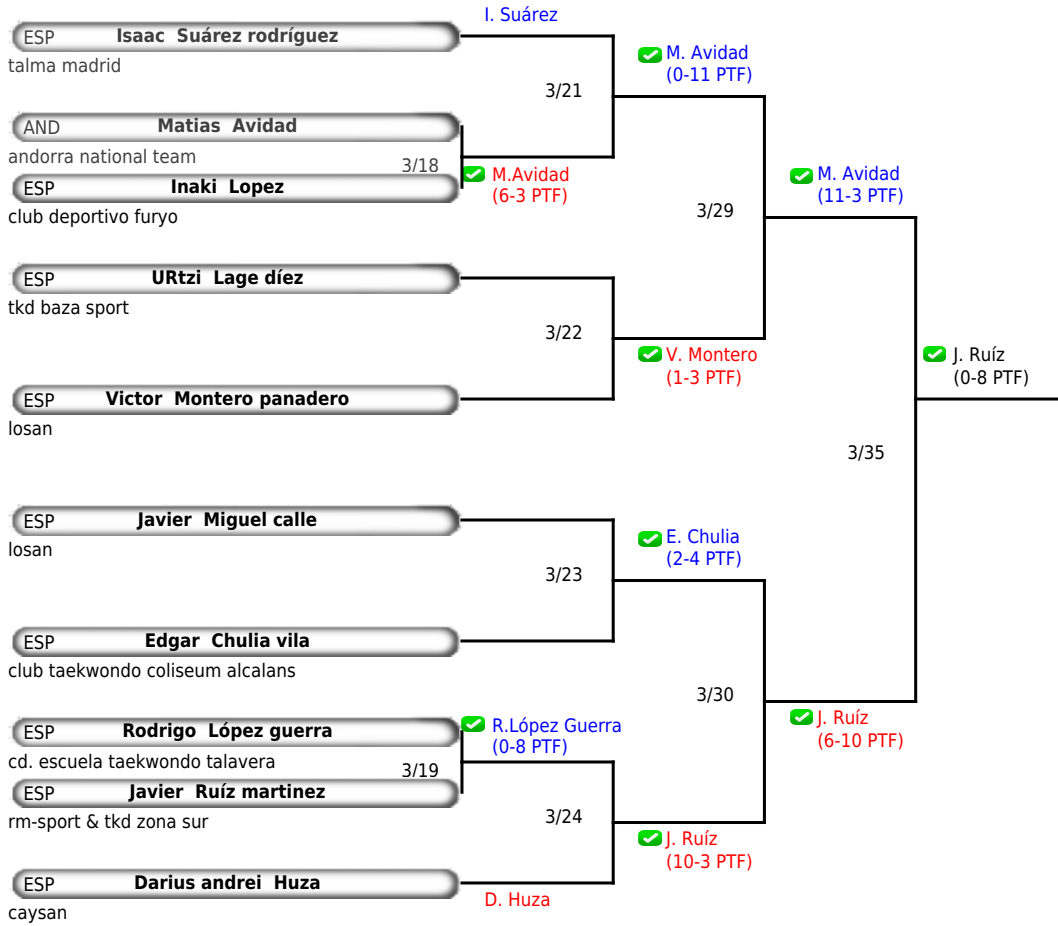 I. Suárez
ESP Isaac Suárez rodríguez
talma madrid
M. Avidad
(0-11 PTF)
3/21
AND Matias Avidad
andorra national team
3/18
M.Avidad
(6-3 PTF)
ESP Inaki Lopez
club deportivo furyo
M. Avidad
(11-3 PTF)
3/29
ESP URtzi Lage díez
tkd baza sport
3/22
V. Montero
(1-3 PTF)
J. Ruíz
(0-8 PTF)
ESP Victor Montero panadero
losan
3/35
ESP Javier Miguel calle
losan
E. Chulia
(2-4 PTF)
3/23
ESP Edgar Chulia vila
club taekwondo coliseum alcalans
3/30
J. Ruíz
(6-10 PTF)
ESP Rodrigo López guerra
R.López Guerra
(0-8 PTF)
cd. escuela taekwondo talavera
3/19
ESP Javier Ruíz martinez
rm-sport & tkd zona sur
3/24
J. Ruíz
(10-3 PTF)
ESP Darius andrei Huza
D. Huza
caysan